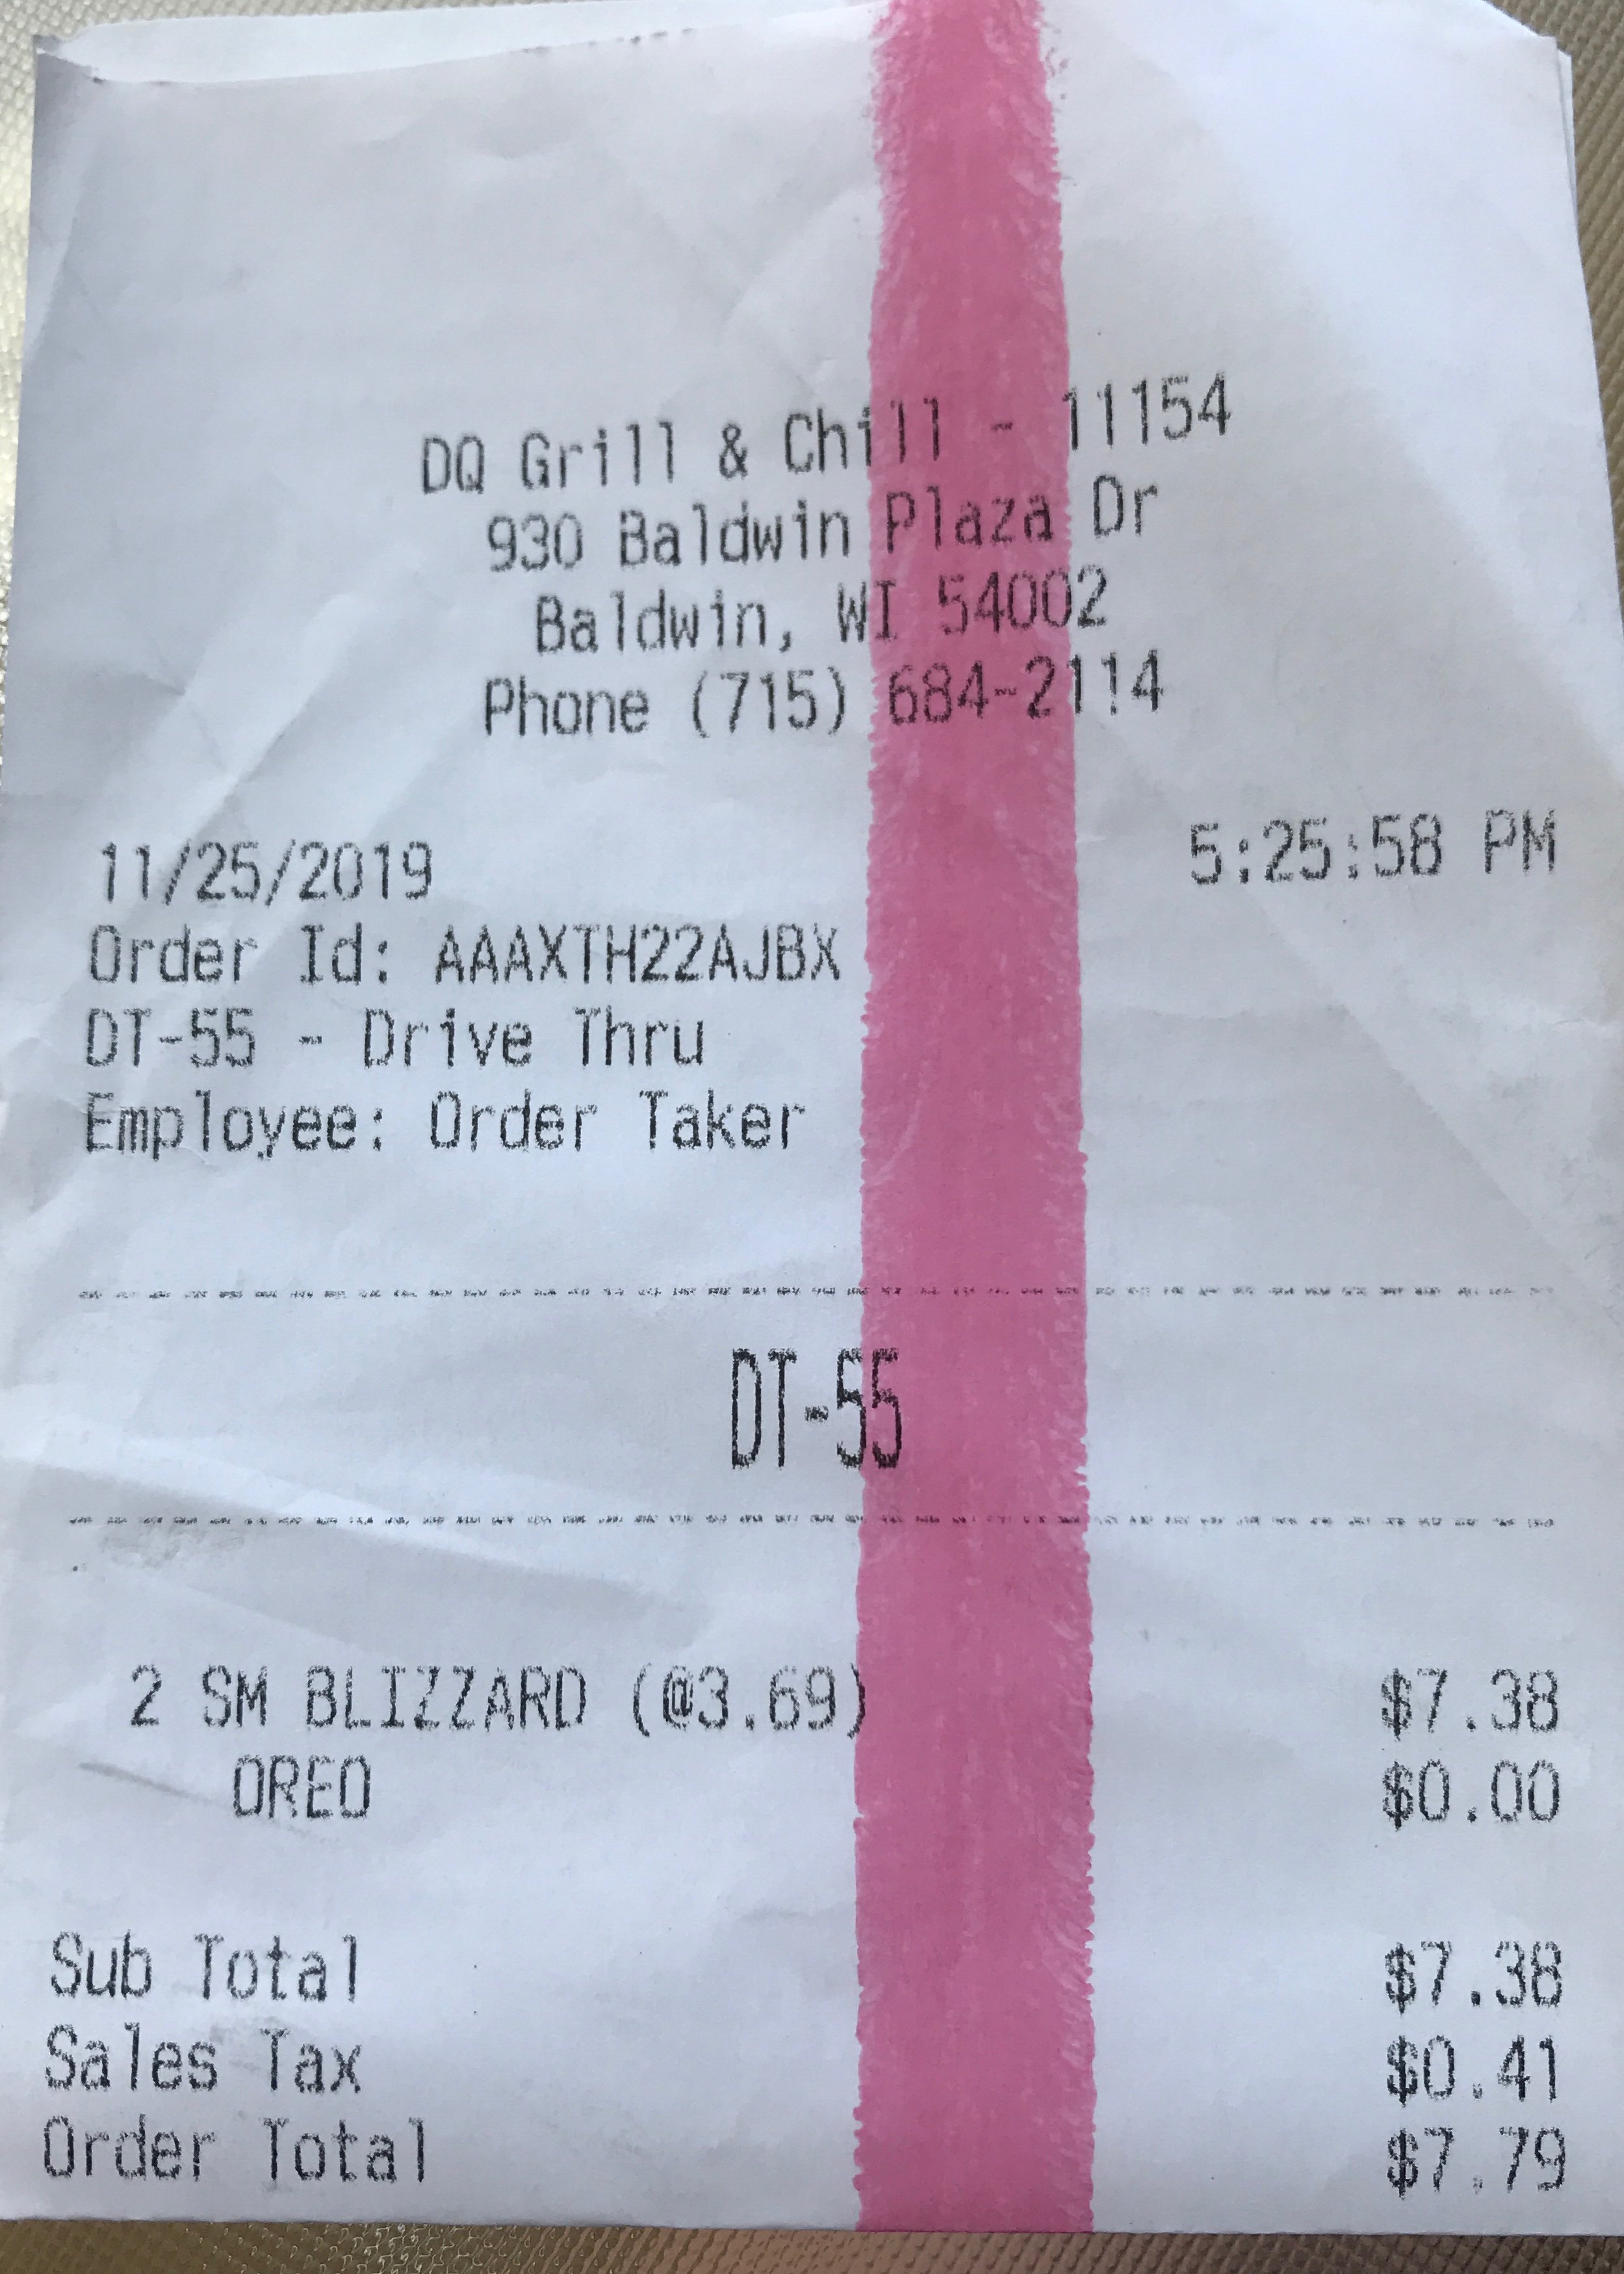 DQ Grill & Chill - 11154
930 Baldwin Plaza Dr
Baldwin, WI 54002
Phone (715) 684-2114
11/25/2019 5:25:58 PM
Order Id: AAAXTH22AJBX
DT-55 - Drive Thru
Employee: Order Taker
DT-55
2 SM BLIZZARD (@3.69) $7.38
OREO $0.00
Sub Total $7.38
Sales Tax $0.41
Order Total $7.79